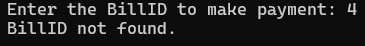 Enter the BillID to make payment: 4
BillID not found.